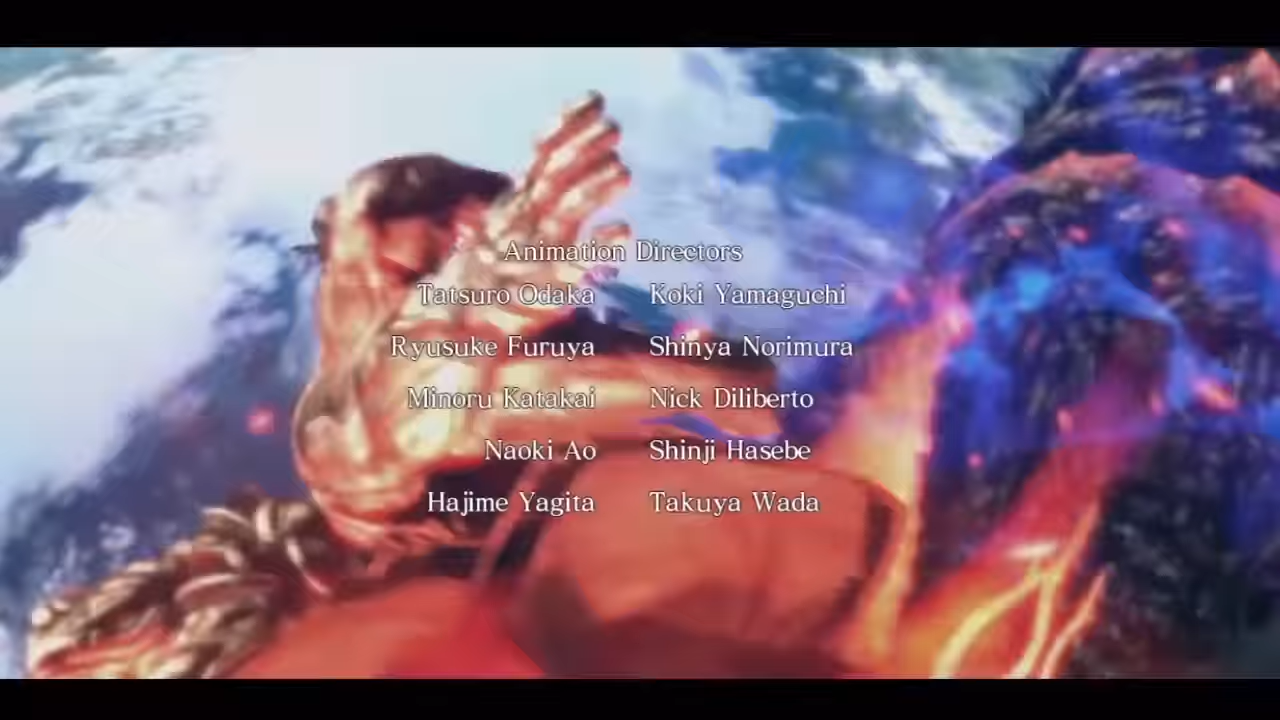 Animation Directors
Tatsuro Odaka Koki Yamaguchi
Ryusuke Furuya Shinya Norimura
Minoru Katakai Nick Diliberto
Naoki Ao Shinji Hasebe
Hajime Yagita Takuya Wada